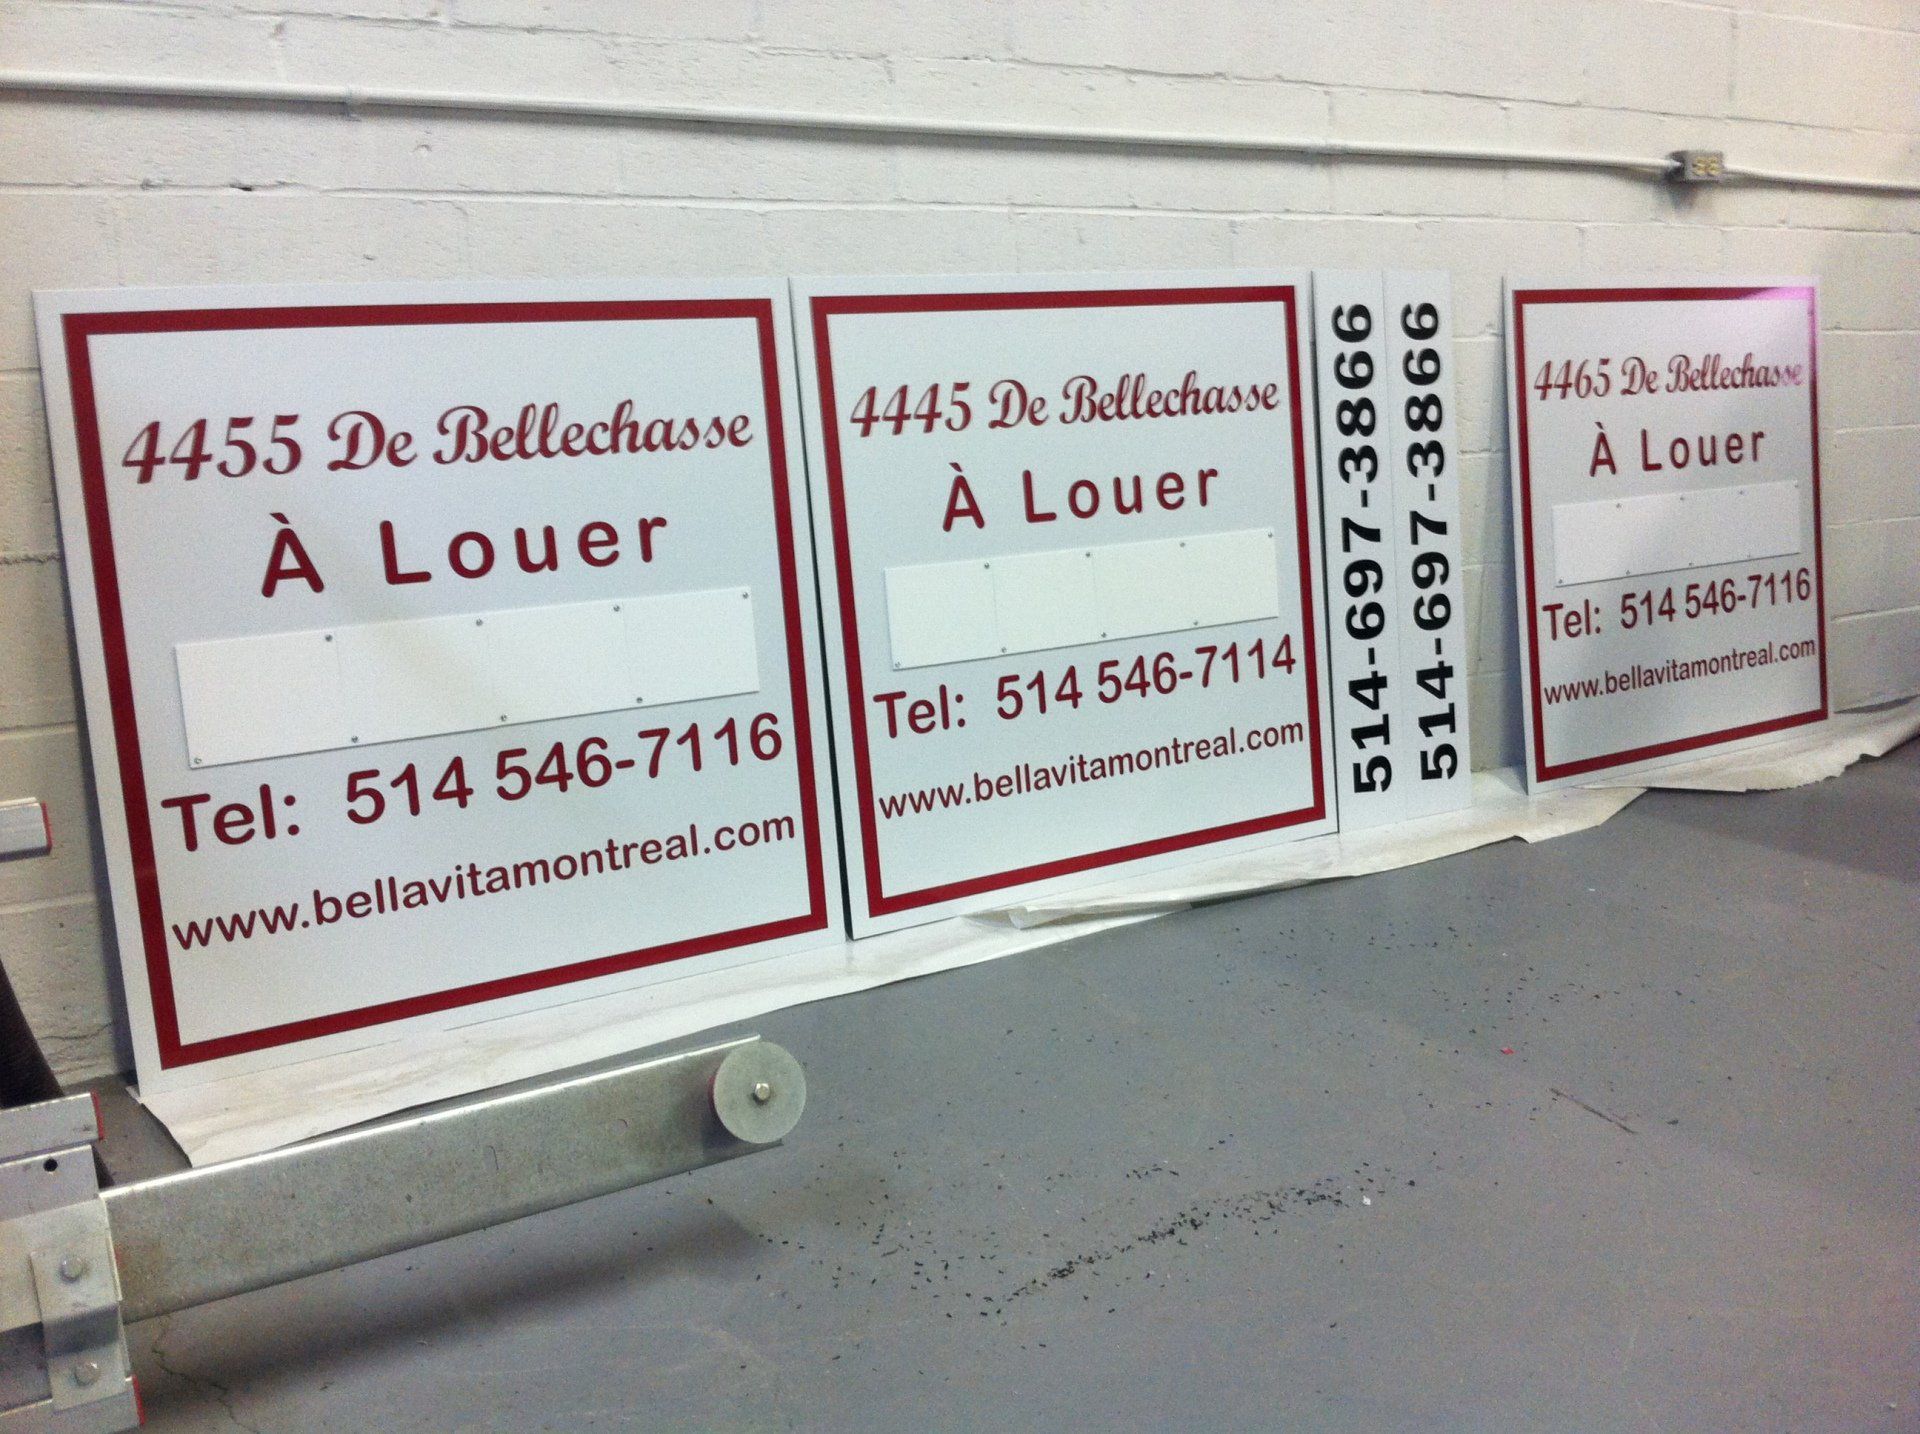 4455 De Bellechasse
À Louer
Tel: 514 546-7116
www.bellavitamontreal.com
4445 De Bellechasse
À Louer
Tel: 514 546-7114
www.bellavitamontreal.com
514-697-3866
514-697-3866
4465 De Bellechasse
À Louer
Tel: 514 546-7116
www.bellavitamontreal.com